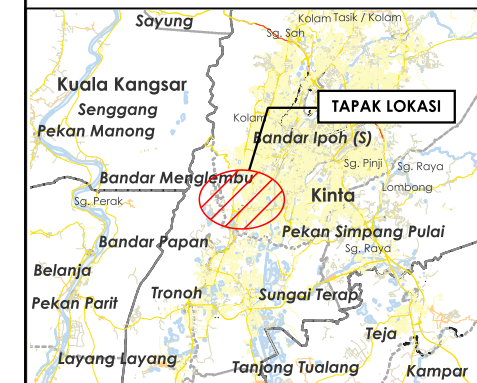 Sayung
Kolam Tasik / Kolam
Sg. Sah
Kuala Kangsar
Senggang
TAPAK LOKASI
Kolam
Pekan Manong
Bandar Ipoh (S)
Sg. Pinji
Sg. Raya
Bandar Menglembu
Lombong
Sg. Perak
Kinta
Pekan Simpang Pulai
Bandar Papan
Sg. Raya
Belanja
Tronoh
Sungai Terap
Pekan Parit
Teja
Layang Layang
Tanjong Tualang
Kampar